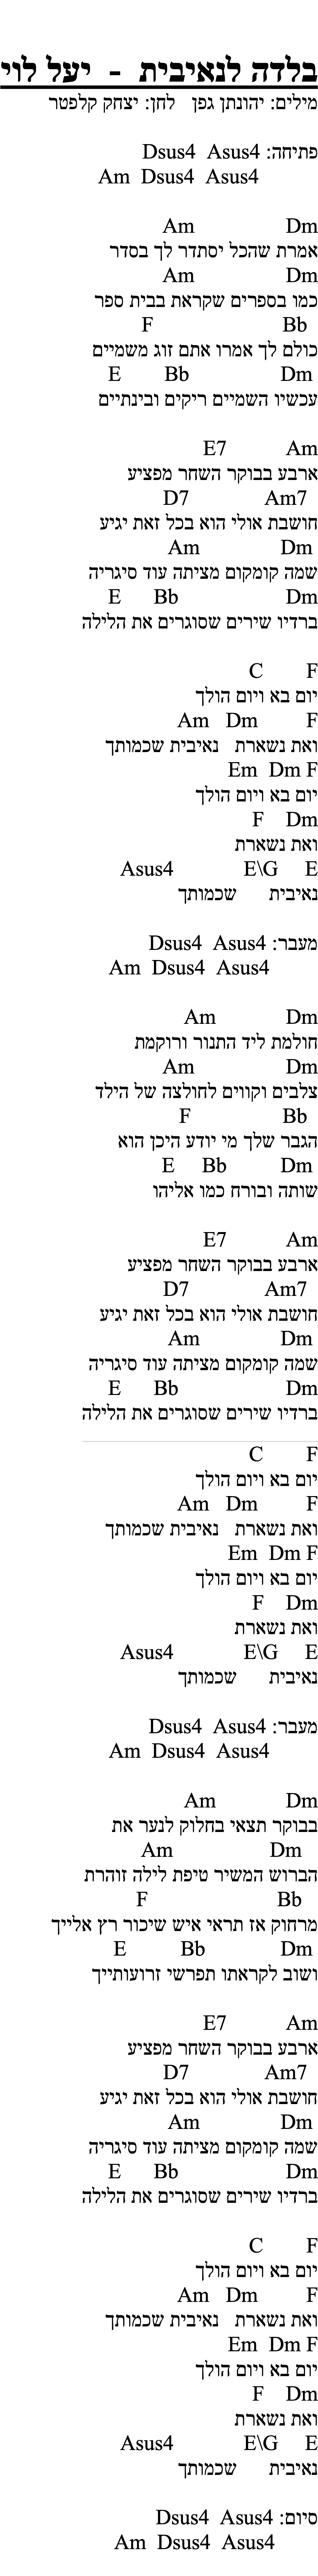 בלדה לנאיבית  -  יעל לוי
מילים: יהונתן גפן   לחן: יצחק קלפטר
פתיחה: Dsus4  Asus4
Am  Dsus4  Asus4
Am                 Dm
אמרת שהכל יסתדר לך בסדר
Am                 Dm
כמו בספרים שקראת בבית ספר
F                        Bb
כולם לך אמרו אתם זוג משמיים
E        Bb                 Dm
עכשיו השמיים ריקים ובינתיים
E7           Am
ארבע בבוקר השחר מפציע
D7              Am7
חושבת אולי הוא בכל זאת יגיע
Am               Dm
שמה קומקום מציתה עוד סיגריה
E      Bb                    Dm
ברדיו שירים שסוגרים את הלילה
C        F
יום בא ויום הולך
Am   Dm         F
ואת נשארת   נאיבית שכמותך
Em  Dm F
יום בא ויום הולך
F    Dm
ואת נשארת
Asus4             E\G     E
נאיבית      שכמותך
מעבר: Dsus4  Asus4
Am  Dsus4  Asus4
Am             Dm
חולמת ליד התנור ורוקמת
Am                 Dm
צלבים וקווים לחולצה של הילד
F                 Bb
הגבר שלך מי יודע היכן הוא
E     Bb          Dm
שותה ובורח כמו אליהו
E7           Am
ארבע בבוקר השחר מפציע
D7              Am7
חושבת אולי הוא בכל זאת יגיע
Am               Dm
שמה קומקום מציתה עוד סיגריה
E      Bb                    Dm
ברדיו שירים שסוגרים את הלילה
C        F
יום בא ויום הולך
Am   Dm         F
ואת נשארת   נאיבית שכמותך
Em  Dm F
יום בא ויום הולך
F    Dm
ואת נשארת
Asus4             E\G     E
נאיבית      שכמותך
מעבר: Dsus4  Asus4
Am  Dsus4  Asus4
Am             Dm
בבוקר תצאי בחלוק לנער את
Am                  Dm
הברוש המשיר טיפת לילה זוהרת
F                        Bb
מרחוק אז תראי איש שיכור רץ אלייך
E          Bb              Dm
ושוב לקראתו תפרשי זרועותייך
E7           Am
ארבע בבוקר השחר מפציע
D7              Am7
חושבת אולי הוא בכל זאת יגיע
Am               Dm
שמה קומקום מציתה עוד סיגריה
E      Bb                    Dm
ברדיו שירים שסוגרים את הלילה
C        F
יום בא ויום הולך
Am   Dm         F
ואת נשארת   נאיבית שכמותך
Em  Dm F
יום בא ויום הולך
F    Dm
ואת נשארת
Asus4             E\G     E
נאיבית      שכמותך
סיום: Dsus4  Asus4
Am  Dsus4  Asus4